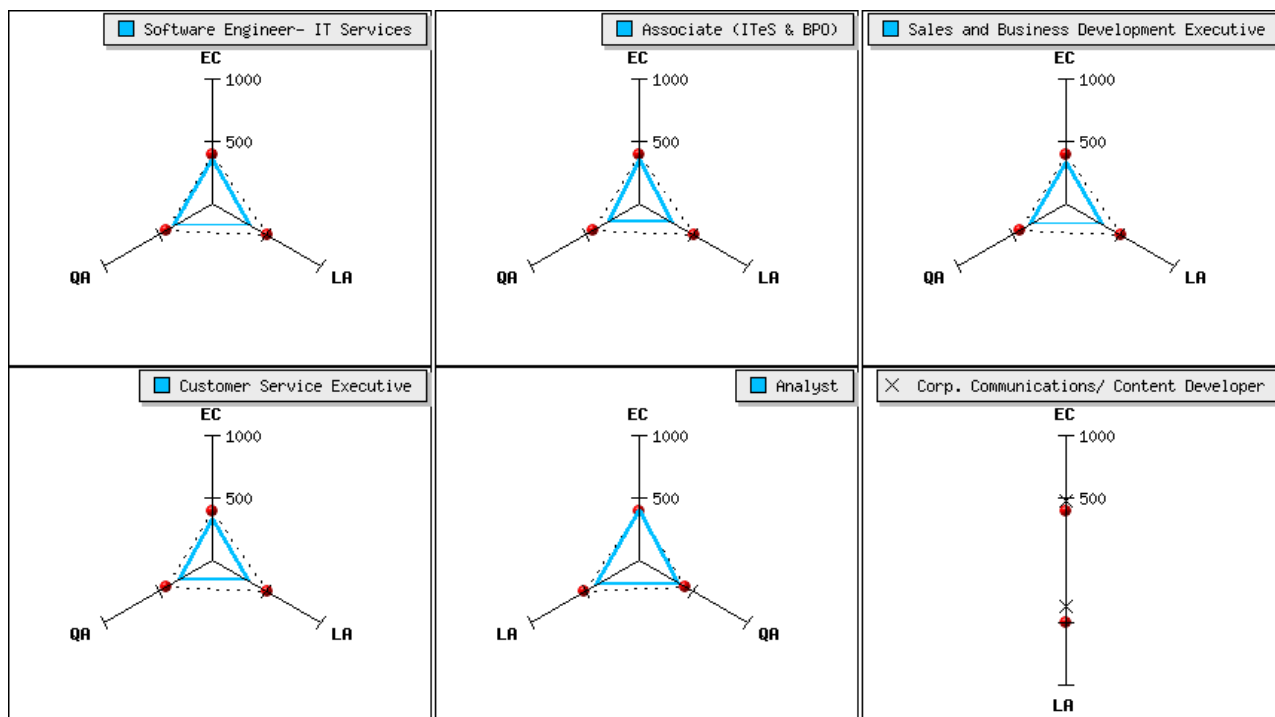 Software Engineer- IT Services
EC
1000
500
QA
LA
Associate (ITeS & BPO)
EC
1000
500
QA
LA
Sales and Business Development Executive
EC
1000
500
QA
LA
Customer Service Executive
EC
1000
500
QA
LA
Analyst
EC
1000
500
LA
QA
Corp. Communications/ Content Developer
EC
1000
500
LA